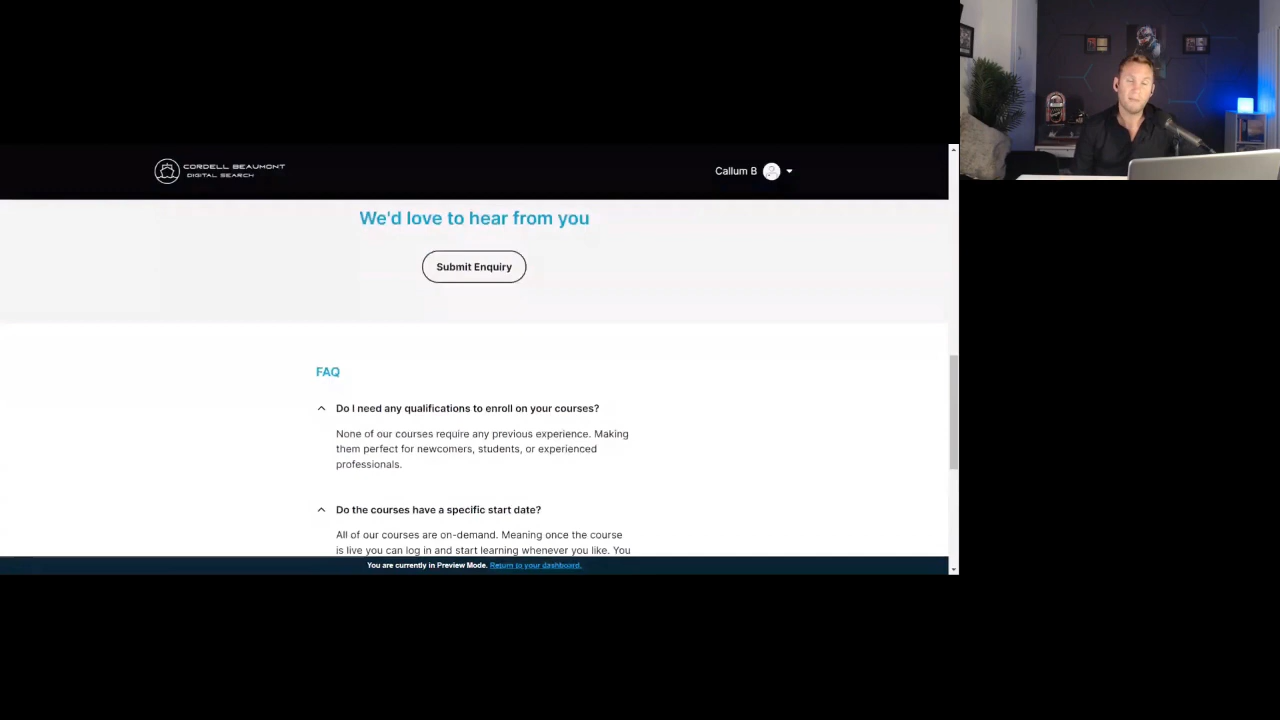 CORDELL BEAUMONT
DIGITAL SEARCH
Callum B
We'd love to hear from you
Submit Enquiry
FAQ
Do I need any qualifications to enroll on your courses?
None of our courses require any previous experience. Making
them perfect for newcomers, students, or experienced
professionals.
Do the courses have a specific start date?
All of our courses are on-demand. Meaning once the course
is live you can log in and start learning whenever you like. You
You are currently in Preview Mode. Return to your dashboard.